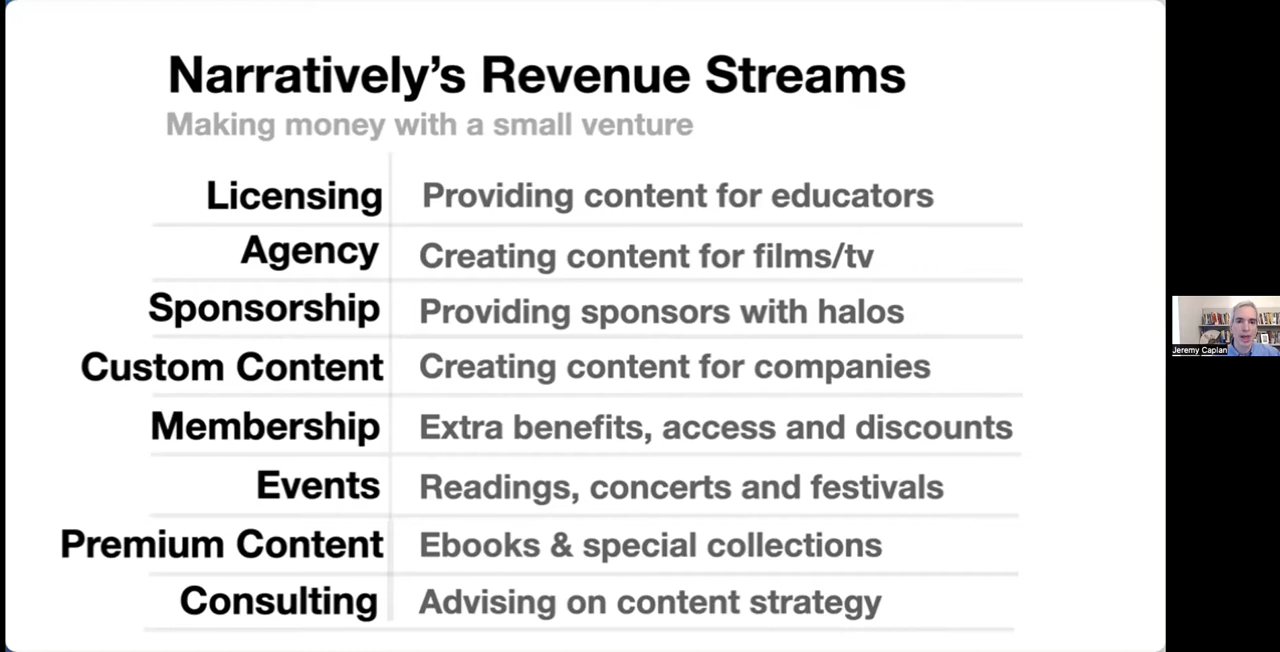 Narratively’s Revenue Streams
Making money with a small venture
Licensing Providing content for educators
Agency Creating content for films/tv
Sponsorship Providing sponsors with halos
Custom Content Creating content for companies
Membership Extra benefits, access and discounts
Events Readings, concerts and festivals
Premium Content Ebooks & special collections
Consulting Advising on content strategy
Jeremy Caplan